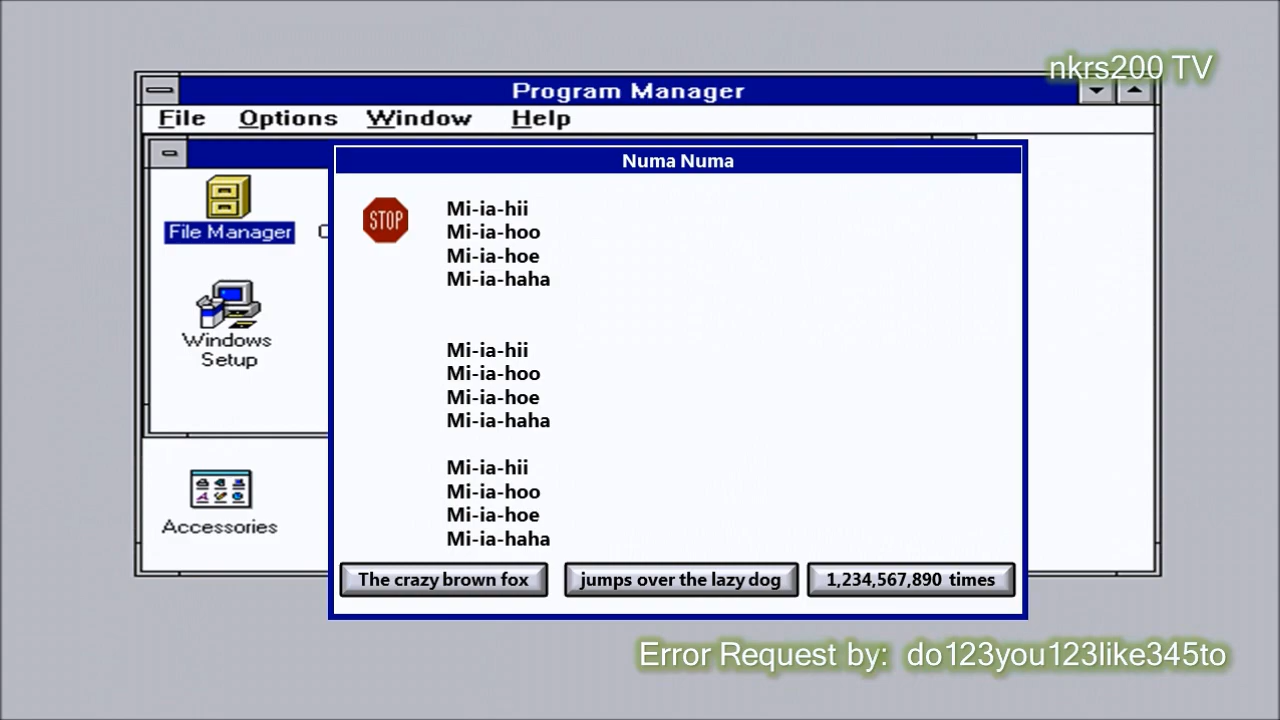 nkrs200 TV
Program Manager
File Options Window Help
Numa Numa
File Manager
STOP
Mi-ia-hii
Mi-ia-hoo
Mi-ia-hoe
Mi-ia-haha
Windows
Setup
Mi-ia-hii
Mi-ia-hoo
Mi-ia-hoe
Mi-ia-haha
Accessories
Mi-ia-hii
Mi-ia-hoo
Mi-ia-hoe
Mi-ia-haha
The crazy brown fox
jumps over the lazy dog
1,234,567,890 times
Error Request by: do123you123like345to